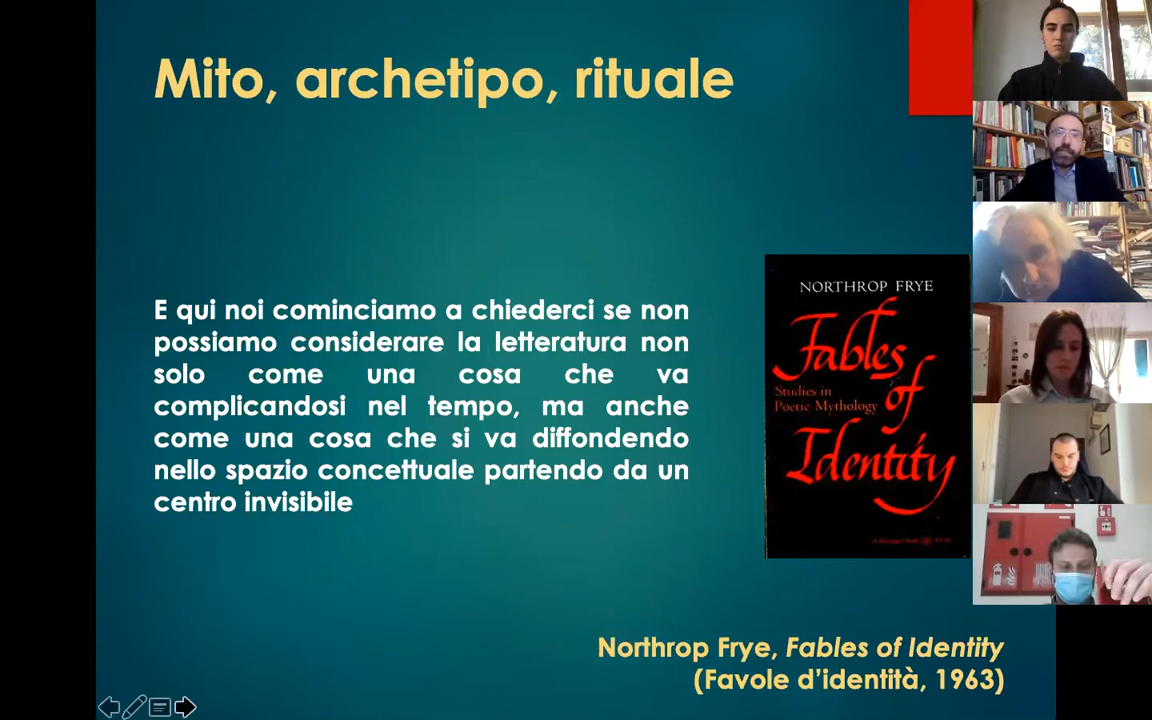 Mito, archetipo, rituale
E qui noi cominciamo a chiederci se non
possiamo considerare la letteratura non
solo come una cosa che va
complicandosi nel tempo, ma anche
come una cosa che si va diffondendo
nello spazio concettuale partendo da un
centro invisibile
NORTHROP FRYE
Fables
of
Identity
Studies in
Poetic Mythology
Northrop Frye, Fables of Identity
(Favole d'identità, 1963)